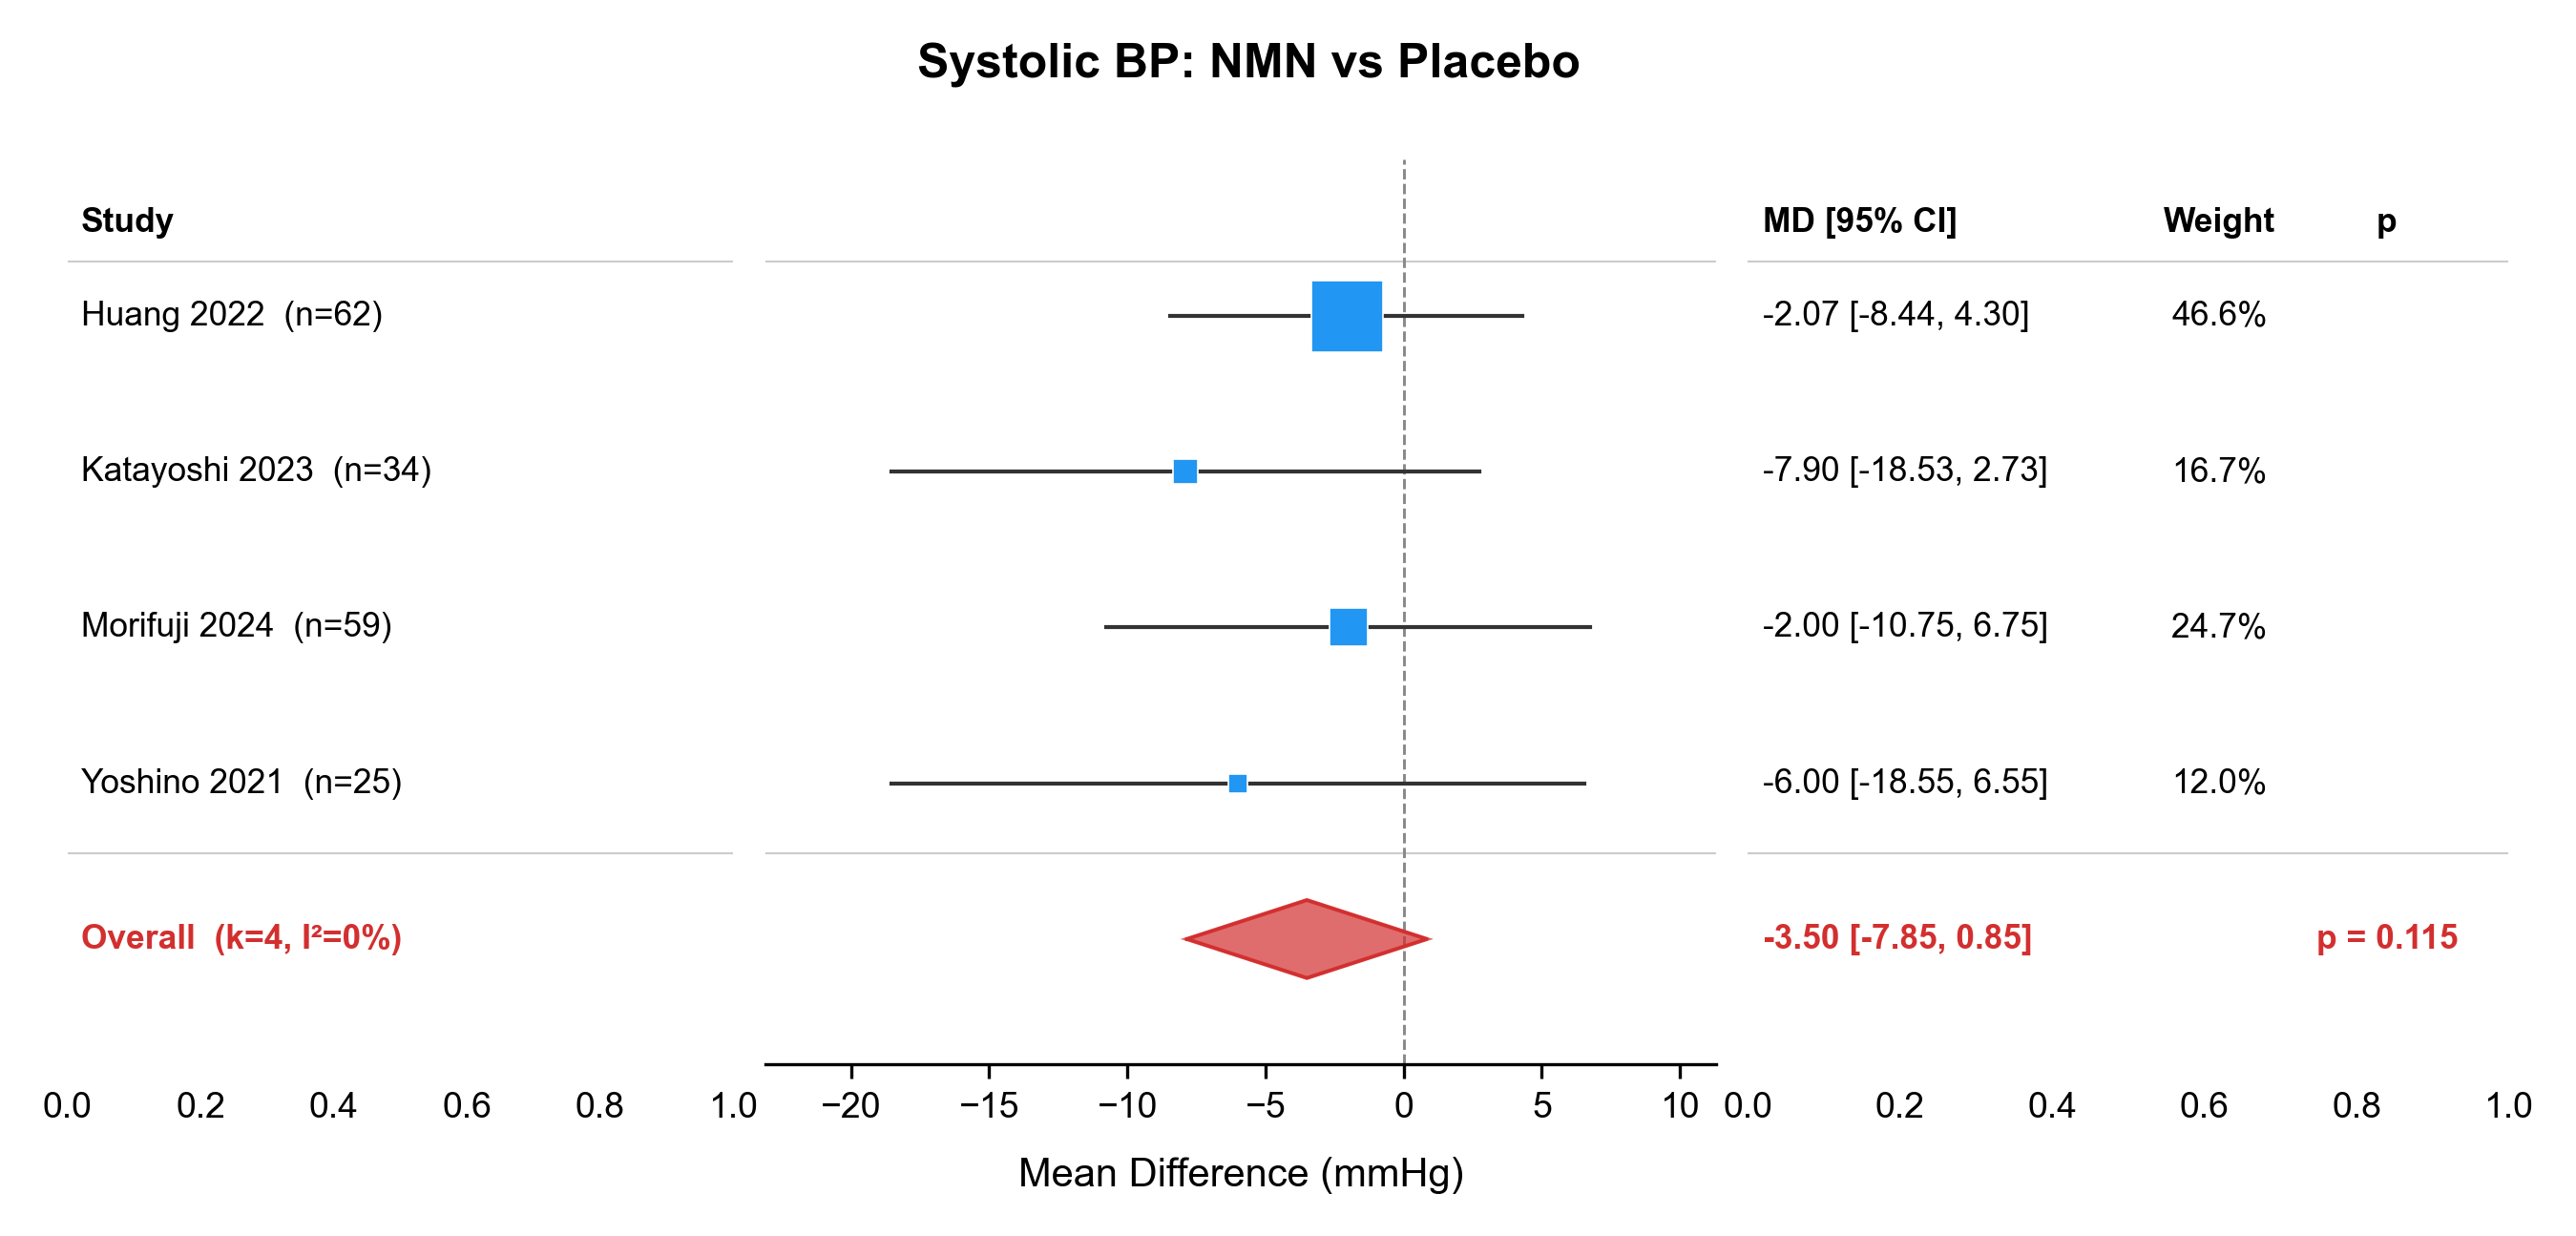 Systolic BP: NMN vs Placebo
Study MD [95% CI] Weight p
Huang 2022 (n=62) -2.07 [-8.44, 4.30] 46.6%
Katayoshi 2023 (n=34) -7.90 [-18.53, 2.73] 16.7%
Morifuji 2024 (n=59) -2.00 [-10.75, 6.75] 24.7%
Yoshino 2021 (n=25) -6.00 [-18.55, 6.55] 12.0%
Overall (k=4, I²=0%) -3.50 [-7.85, 0.85] p = 0.115
0.0 0.2 0.4 0.6 0.8 1.0 −20 −15 −10 −5 0 5 10 0.0 0.2 0.4 0.6 0.8 1.0
Mean Difference (mmHg)